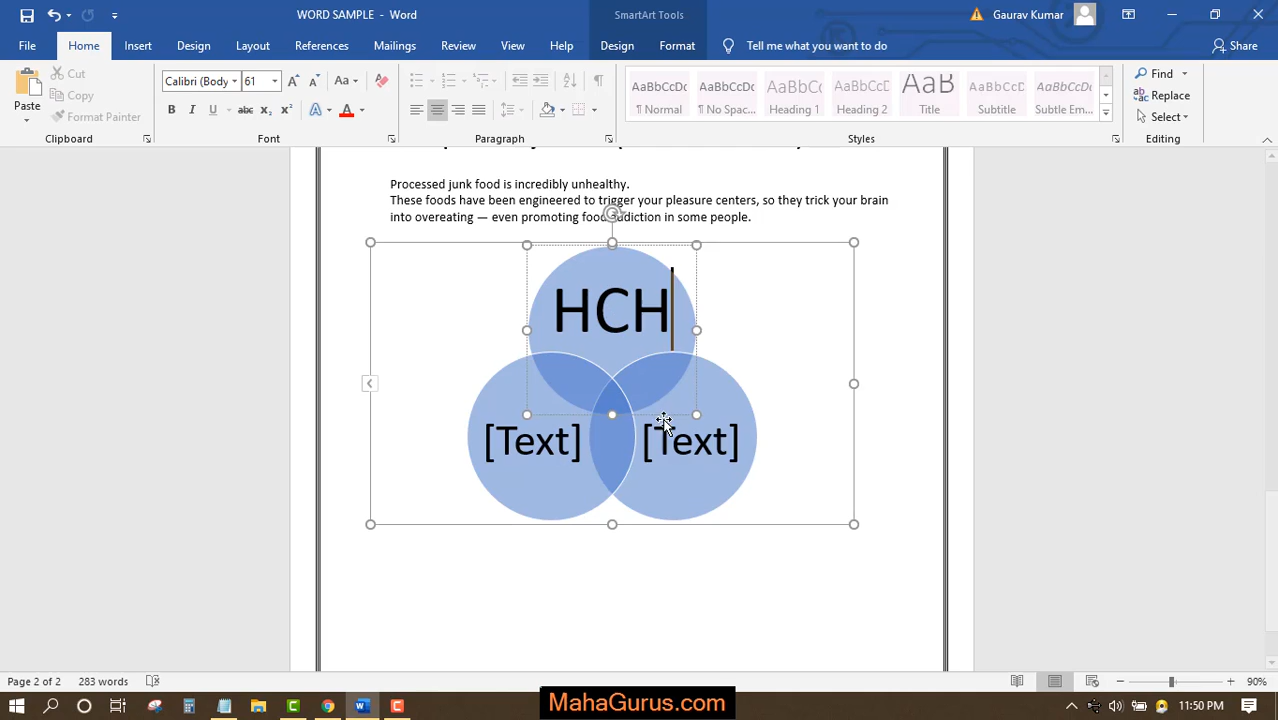 WORD SAMPLE - Word
SmartArt Tools
Gaurav Kumar
File
Home
Insert
Design
Layout
References
Mailings
Review
View
Help
Design
Format
Tell me what you want to do
Share
Paste
Cut
Copy
Format Painter
Clipboard
Calibri (Body
61
Font
Paragraph
AaBbCcDd
¶ Normal
AaBbCcDd
¶ No Spac...
AaBbCc
Heading 1
AaBbCcD
Heading 2
AaB
Title
AaBbCcD
Subtitle
AaBbCcDd
Subtle Em...
Styles
Find
Replace
Select
Editing
Processed junk food is incredibly unhealthy.
These foods have been engineered to trigger your pleasure centers, so they trick your brain
into overeating — even promoting food addiction in some people.
HCH
[Text]
[Text]
Page 2 of 2
283 words
90%
MahaGurus.com
ENG
11:50 PM